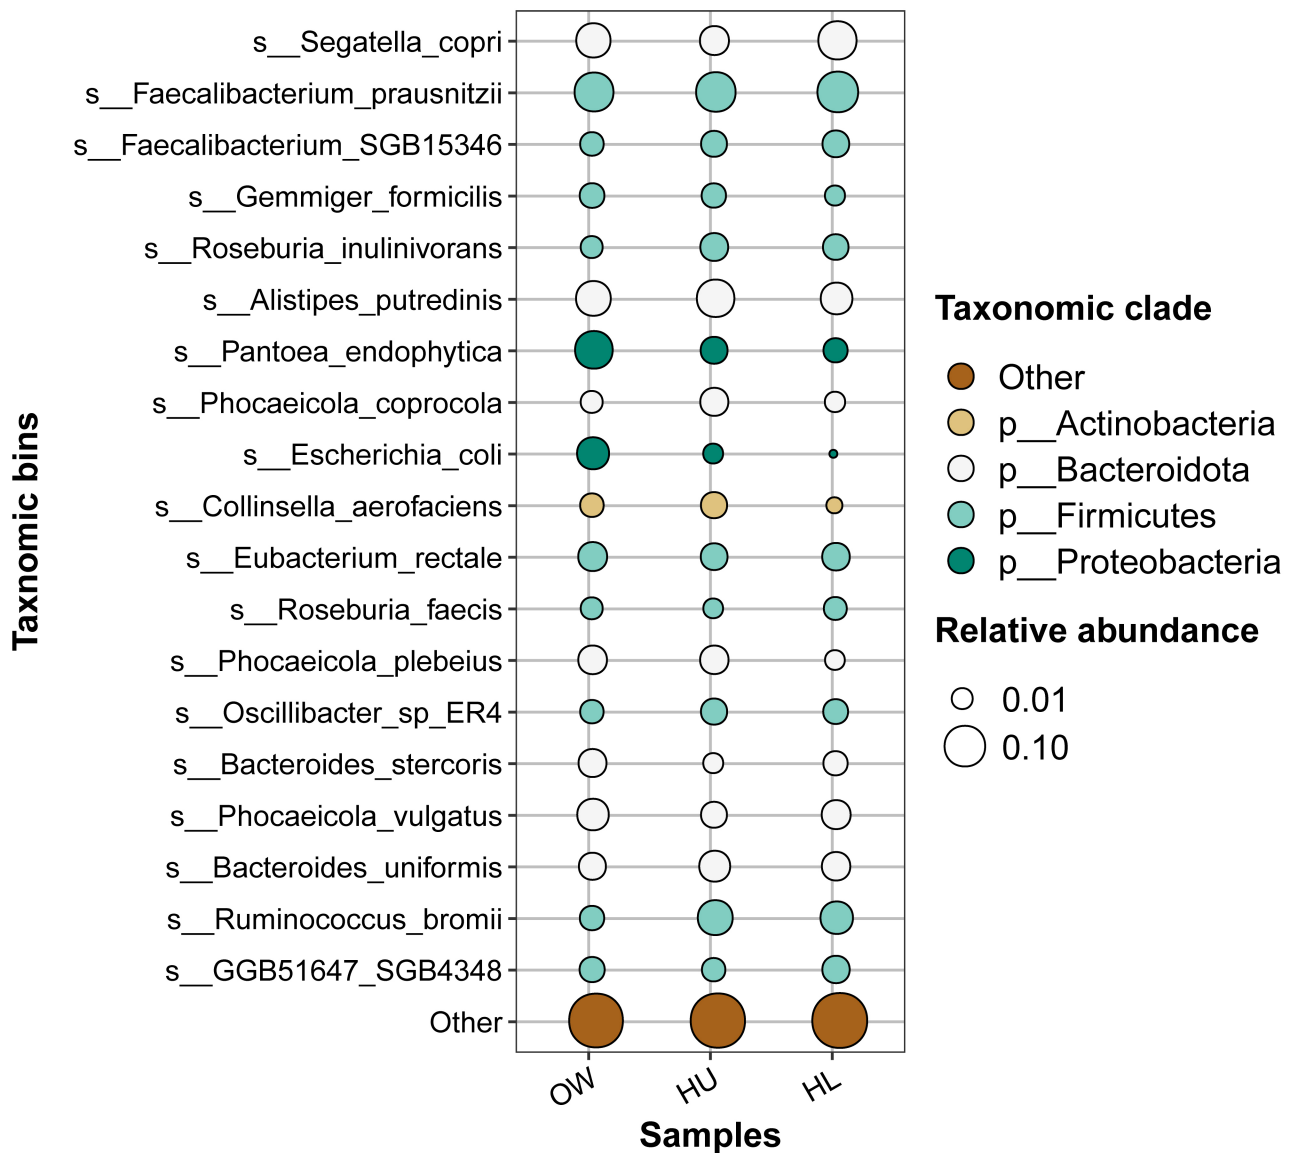 s__Segatella_copri
s__Faecalibacterium_prausnitzii
s__Faecalibacterium_SGB15346
s__Gemmiger_formicilis
s__Roseburia_inulinivorans
s__Alistipes_putredinis
s__Pantoea_endophytica
s__Phocaeicola_coprocola
s__Escherichia_coli
s__Collinsella_aerofaciens
s__Eubacterium_rectale
s__Roseburia_faecis
s__Phocaeicola_plebeius
s__Oscillibacter_sp_ER4
s__Bacteroides_stercoris
s__Phocaeicola_vulgatus
s__Bacteroides_uniformis
s__Ruminococcus_bromii
s__GGB51647_SGB4348
Other
Taxnomic bins
OW
HU
HL
Samples
Taxonomic clade
Other
p__Actinobacteria
p__Bacteroidota
p__Firmicutes
p__Proteobacteria
Relative abundance
0.01
0.10